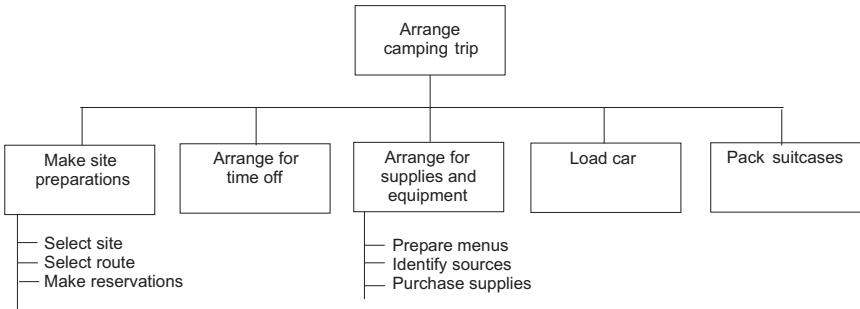 Arrange
camping trip
Make site
preparations
Arrange for
time off
Arrange for
supplies and
equipment
Load car
Pack suitcases
Select site
Select route
Make reservations
Prepare menus
Identify sources
Purchase supplies